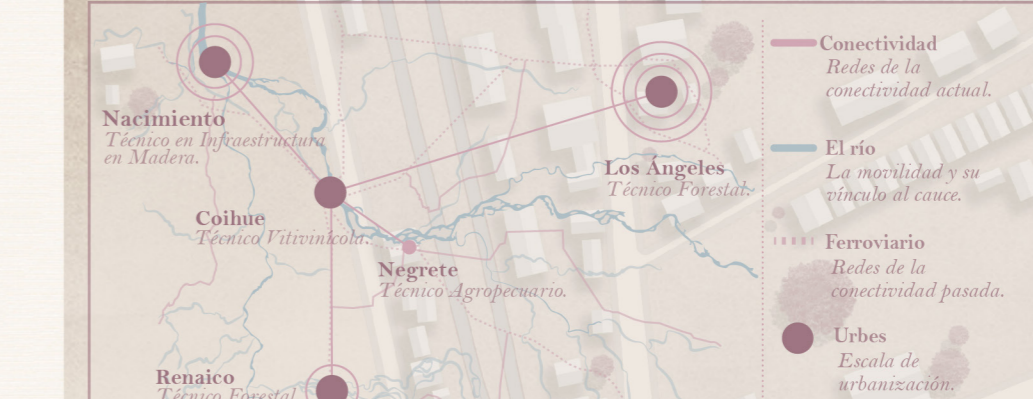 Nacimiento
Técnico en Infraestructura
en Madera.
Los Ángeles
Técnico Forestal.
Coihue
Técnico Vitivinícola.
Negrete
Técnico Agropecuario.
Renaico
Técnico Forestal
Conectividad
Redes de la
conectividad actual.
El río
La movilidad y su
vínculo al cauce.
Ferroviario
Redes de la
conectividad pasada.
Urbes
Escala de
urbanización.